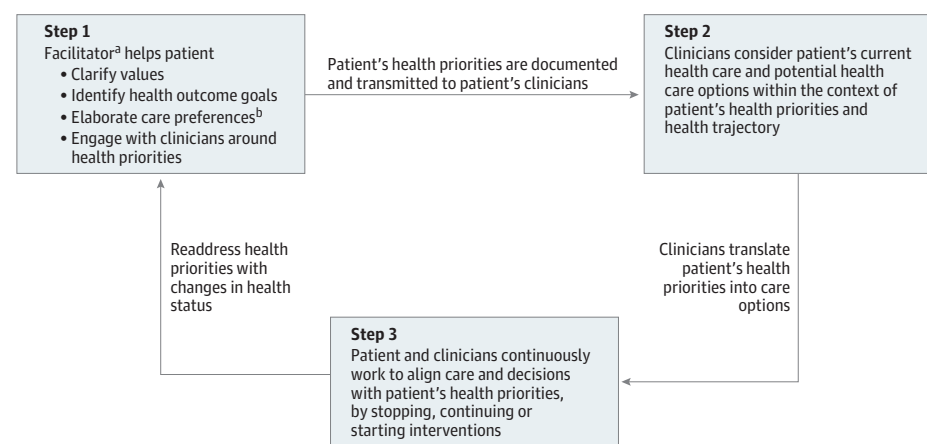 Step 1
Facilitatorᵃ helps patient
• Clarify values
• Identify health outcome goals
• Elaborate care preferencesᵇ
• Engage with clinicians around
health priorities
Patient's health priorities are documented
and transmitted to patient's clinicians
Step 2
Clinicians consider patient's current
health care and potential health
care options within the context of
patient's health priorities and
health trajectory
Readdress health
priorities with
changes in health
status
Clinicians translate
patient's health
priorities into care
options
Step 3
Patient and clinicians continuously
work to align care and decisions
with patient's health priorities,
by stopping, continuing or
starting interventions